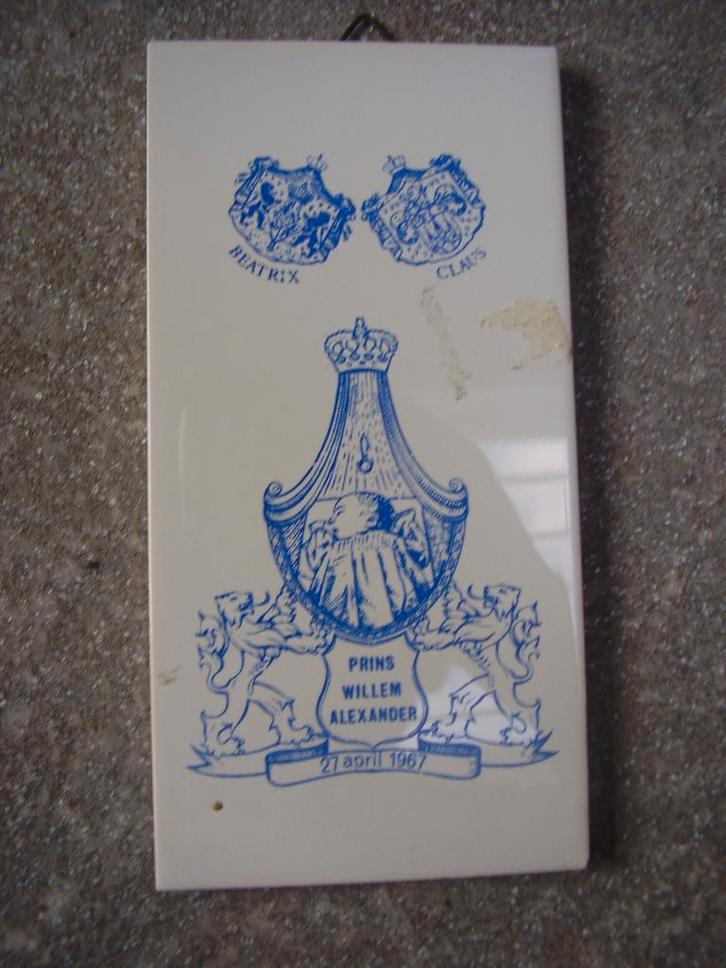 BEATRIX
CLAUS
PRINS
WILLEM
ALEXANDER
27 april 1967